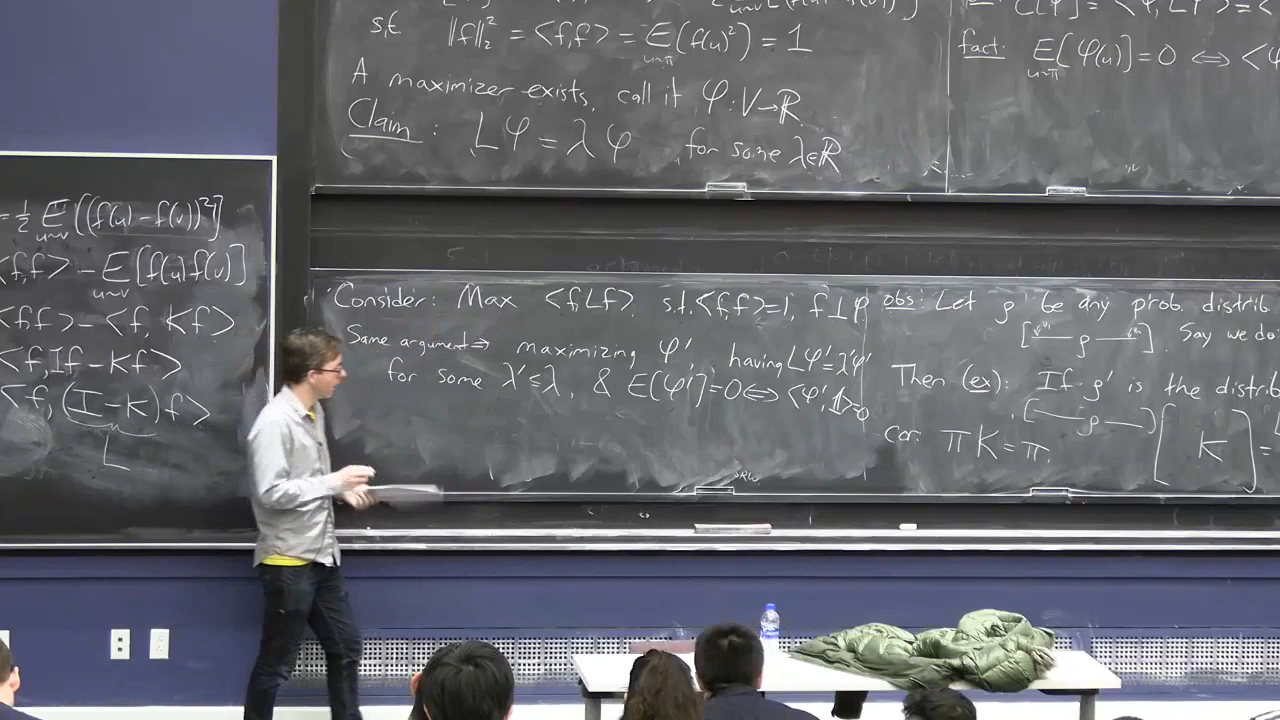 = 1/2 E_{u~v} [(f(u) - f(v))²]
<f,f> - E_{u~v} [f(u) f(v)]
<f,f> - <f, Kf>
<f, If - Kf>
<f, (I - K) f>
L
s.t. ||f||₂² = <f,f> = E_{u~π} (f(u)²) = 1
A maximizer exists, call it φ: V→ℝ
Claim: Lφ = λφ, for some λ∈ℝ
fact: E_{u~π} [φ(u)] = 0 ⇔ <φ
Consider: Max <f,Lf> s.t. <f,f>=1, f⊥φ
Same argument ⇒ maximizing φ', having Lφ' = λ'φ'
for some λ' ≤ λ, & E[φ'] = 0 ⇔ <φ', 𝟙> = 0
obs: Let ρ be any prob. distrib
[— ρ —]. Say we do
Then (ex): If ρ' is the distrib
[— ρ —] [K] =
cor: πK = π.